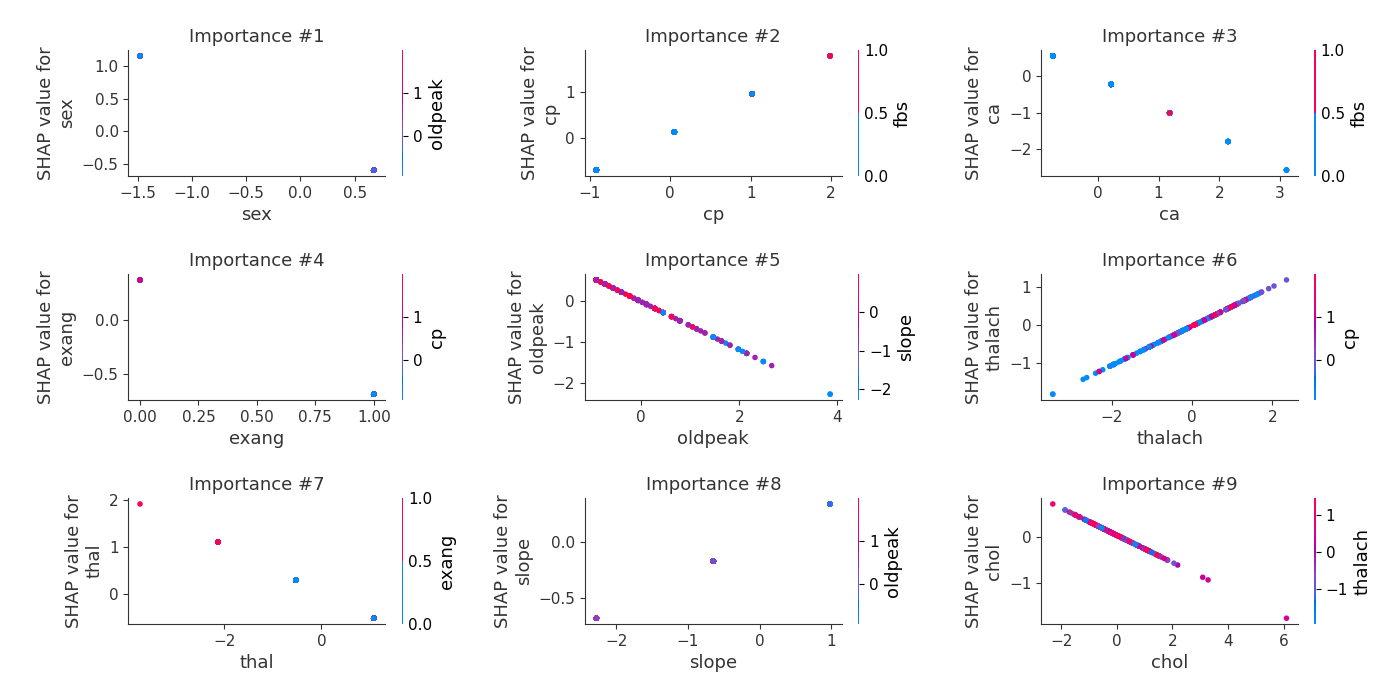 Importance #1
SHAP value for
sex
1.0
0.5
0.0
−0.5
−1.5
−1.0
−0.5
0.0
0.5
sex
1
0
oldpeak
Importance #2
SHAP value for
cp
1
0
−1
0
1
2
cp
1.0
0.5
0.0
fbs
Importance #3
SHAP value for
ca
0
−1
−2
0
1
2
3
ca
1.0
0.5
0.0
fbs
Importance #4
SHAP value for
exang
0.0
−0.5
0.00
0.25
0.50
0.75
1.00
exang
1
0
cp
Importance #5
SHAP value for
oldpeak
0
−1
−2
0
2
4
oldpeak
0
−1
−2
slope
Importance #6
SHAP value for
thalach
1
0
−1
−2
0
2
thalach
1
0
cp
Importance #7
SHAP value for
thal
2
1
0
−2
0
thal
1.0
0.5
0.0
exang
Importance #8
SHAP value for
slope
0.0
−0.5
−2
−1
0
1
slope
1
0
oldpeak
Importance #9
SHAP value for
chol
0
−1
−2
0
2
4
6
chol
1
0
−1
thalach